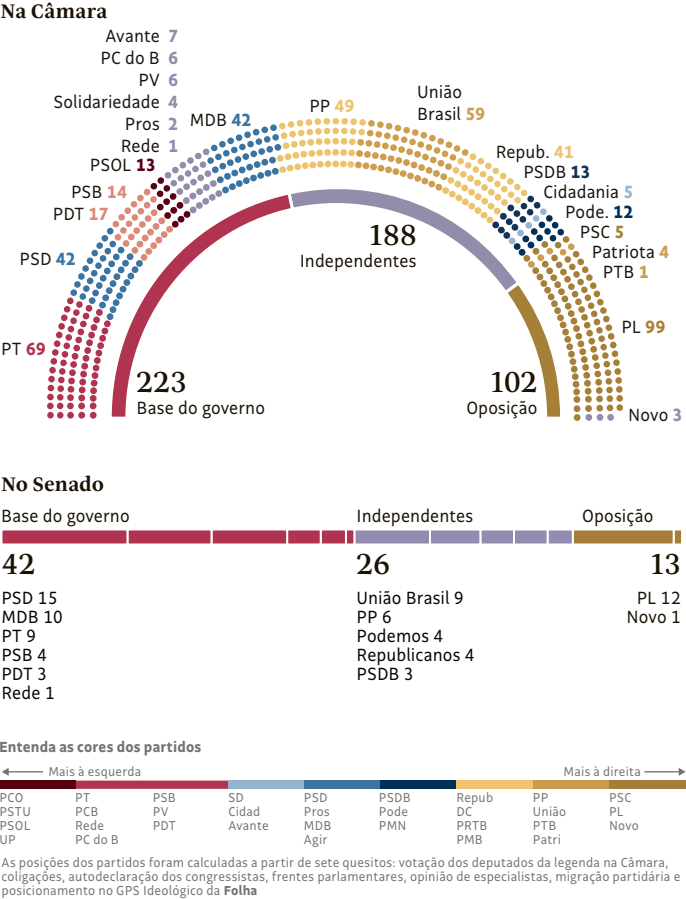 Na Câmara
Avante 7
PC do B 6
PV 6
Solidariedade 4
Pros 2
Rede 1
PSOL 13
PSB 14
PDT 17
PSD 42
PT 69
MDB 42
PP 49
União
Brasil 59
Repub. 41
PSDB 13
Cidadania 5
Pode. 12
PSC 5
Patriota 4
PTB 1
PL 99
Novo 3
188
Independentes
223
Base do governo
102
Oposição
No Senado
Base do governo
42
PSD 15
MDB 10
PT 9
PSB 4
PDT 3
Rede 1
Independentes
26
União Brasil 9
PP 6
Podemos 4
Republicanos 4
PSDB 3
Oposição
13
PL 12
Novo 1
Entenda as cores dos partidos
Mais à esquerda
Mais à direita
PCO PT PSB SD PSD PSDB Repub PP PSC
PSTU PCB PV Cidad Pros Pode DC União PL
PSOL Rede PDT Avante MDB PMN PRTB PTB Novo
UP PC do B Agir PMB Patri
As posições dos partidos foram calculadas a partir de sete quesitos: votação dos deputados da legenda na Câmara,
coligações, autodeclaração dos congressistas, frentes parlamentares, opinião de especialistas, migração partidária e
posicionamento no GPS Ideológico da Folha